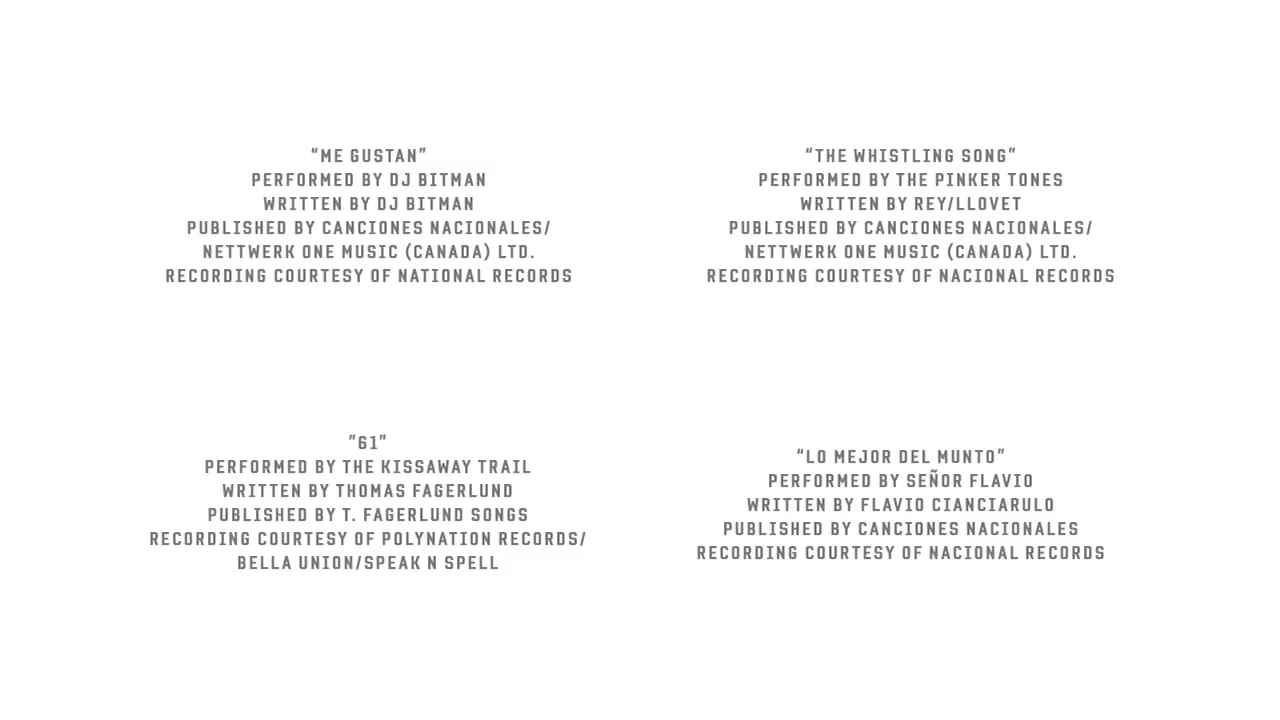 “ME GUSTAN”
PERFORMED BY DJ BITMAN
WRITTEN BY DJ BITMAN
PUBLISHED BY CANCIONES NACIONALES/
NETTWERK ONE MUSIC (CANADA) LTD.
RECORDING COURTESY OF NATIONAL RECORDS
“THE WHISTLING SONG”
PERFORMED BY THE PINKER TONES
WRITTEN BY REY/LLOVET
PUBLISHED BY CANCIONES NACIONALES/
NETTWERK ONE MUSIC (CANADA) LTD.
RECORDING COURTESY OF NACIONAL RECORDS
"61"
PERFORMED BY THE KISSAWAY TRAIL
WRITTEN BY THOMAS FAGERLUND
PUBLISHED BY T. FAGERLUND SONGS
RECORDING COURTESY OF POLYNATION RECORDS/
BELLA UNION/SPEAK N SPELL
“LO MEJOR DEL MUNTO”
PERFORMED BY SEÑOR FLAVIO
WRITTEN BY FLAVIO CIANCIARULO
PUBLISHED BY CANCIONES NACIONALES
RECORDING COURTESY OF NACIONAL RECORDS